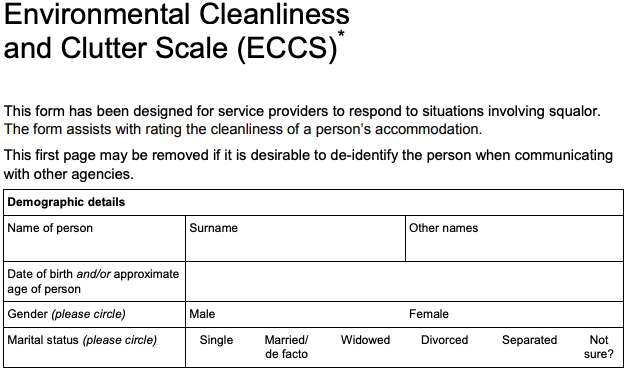 Environmental Cleanliness
and Clutter Scale (ECCS)*
This form has been designed for service providers to respond to situations involving squalor.
The form assists with rating the cleanliness of a person's accommodation.
This first page may be removed if it is desirable to de-identify the person when communicating
with other agencies.
Demographic details
Name of person Surname Other names
Date of birth and/or approximate
age of person
Gender (please circle) Male Female
Marital status (please circle) Single Married/ Widowed Divorced Separated Not
de facto sure?